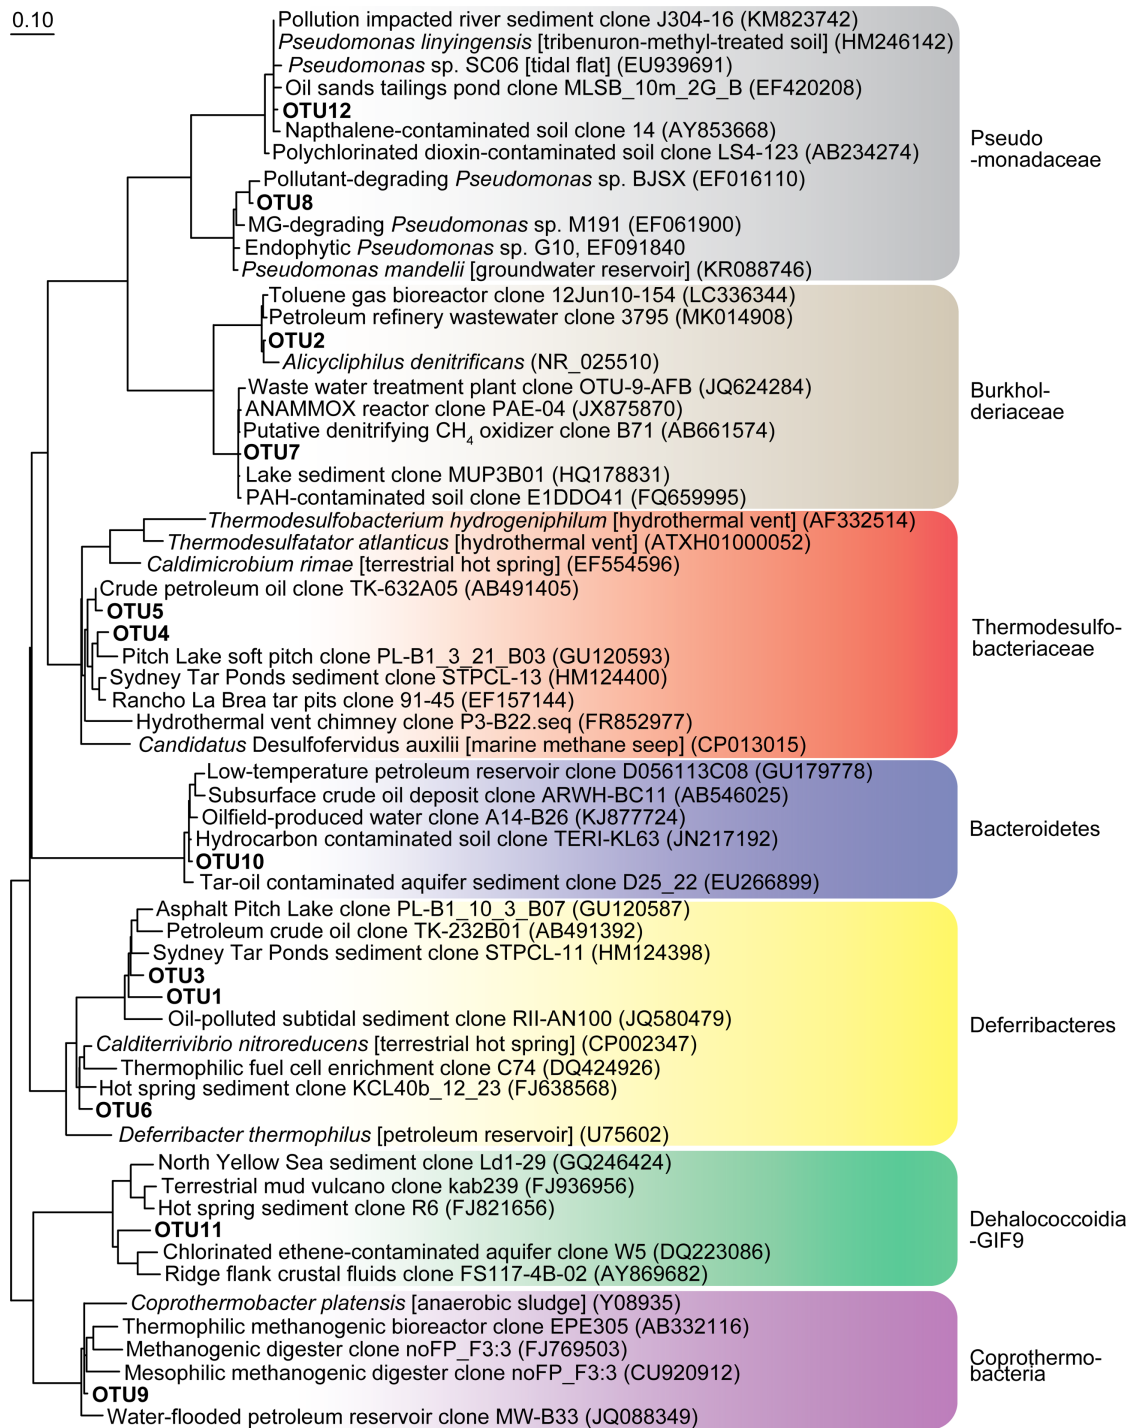 0.10
Pollution impacted river sediment clone J304-16 (KM823742)
Pseudomonas linyingensis [tribenuron-methyl-treated soil] (HM246142)
Pseudomonas sp. SC06 [tidal flat] (EU939691)
Oil sands tailings pond clone MLSB_10m_2G_B (EF420208)
OTU12
Napthalene-contaminated soil clone 14 (AY853668)
Polychlorinated dioxin-contaminated soil clone LS4-123 (AB234274)
Pseudo
-monadaceae
Pollutant-degrading Pseudomonas sp. BJSX (EF016110)
OTU8
MG-degrading Pseudomonas sp. M191 (EF061900)
Endophytic Pseudomonas sp. G10, EF091840
Pseudomonas mandelii [groundwater reservoir] (KR088746)
Toluene gas bioreactor clone 12Jun10-154 (LC336344)
Petroleum refinery wastewater clone 3795 (MK014908)
OTU2
Alicycliphilus denitrificans (NR_025510)
Waste water treatment plant clone OTU-9-AFB (JQ624284)
ANAMMOX reactor clone PAE-04 (JX875870)
Putative denitrifying CH4 oxidizer clone B71 (AB661574)
OTU7
Lake sediment clone MUP3B01 (HQ178831)
PAH-contaminated soil clone E1DDO41 (FQ659995)
Burkhol-
deriaceae
Thermodesulfobacterium hydrogeniphilum [hydrothermal vent] (AF332514)
Thermodesulfatator atlanticus [hydrothermal vent] (ATXH01000052)
Caldimicrobium rimae [terrestrial hot spring] (EF554596)
Crude petroleum oil clone TK-632A05 (AB491405)
OTU5
OTU4
Pitch Lake soft pitch clone PL-B1_3_21_B03 (GU120593)
Sydney Tar Ponds sediment clone STPCL-13 (HM124400)
Rancho La Brea tar pits clone 91-45 (EF157144)
Hydrothermal vent chimney clone P3-B22.seq (FR852977)
Candidatus Desulfofervidus auxilii [marine methane seep] (CP013015)
Thermodesulfo-
bacteriaceae
Low-temperature petroleum reservoir clone D056113C08 (GU179778)
Subsurface crude oil deposit clone ARWH-BC11 (AB546025)
Oilfield-produced water clone A14-B26 (KJ877724)
Hydrocarbon contaminated soil clone TERI-KL63 (JN217192)
OTU10
Tar-oil contaminated aquifer sediment clone D25_22 (EU266899)
Bacteroidetes
Asphalt Pitch Lake clone PL-B1_10_3_B07 (GU120587)
Petroleum crude oil clone TK-232B01 (AB491392)
Sydney Tar Ponds sediment clone STPCL-11 (HM124398)
OTU3
OTU1
Oil-polluted subtidal sediment clone RII-AN100 (JQ580479)
Calditerrivibrio nitroreducens [terrestrial hot spring] (CP002347)
Thermophilic fuel cell enrichment clone C74 (DQ424926)
Hot spring sediment clone KCL40b_12_23 (FJ638568)
OTU6
Deferribacter thermophilus [petroleum reservoir] (U75602)
Deferribacteres
North Yellow Sea sediment clone Ld1-29 (GQ246424)
Terrestrial mud vulcano clone kab239 (FJ936956)
Hot spring sediment clone R6 (FJ821656)
OTU11
Chlorinated ethene-contaminated aquifer clone W5 (DQ223086)
Ridge flank crustal fluids clone FS117-4B-02 (AY869682)
Dehalococcoidia
-GIF9
Coprothermobacter platensis [anaerobic sludge] (Y08935)
Thermophilic methanogenic bioreactor clone EPE305 (AB332116)
Methanogenic digester clone noFP_F3:3 (FJ769503)
Mesophilic methanogenic digester clone noFP_F3:3 (CU920912)
OTU9
Water-flooded petroleum reservoir clone MW-B33 (JQ088349)
Coprothermo-
bacteria